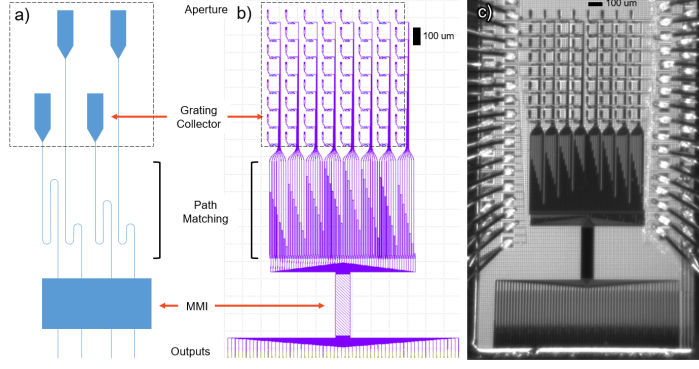 a)
Aperture
b)
100 um
c)
100 um
Grating
Collector
Path
Matching
MMI
Outputs